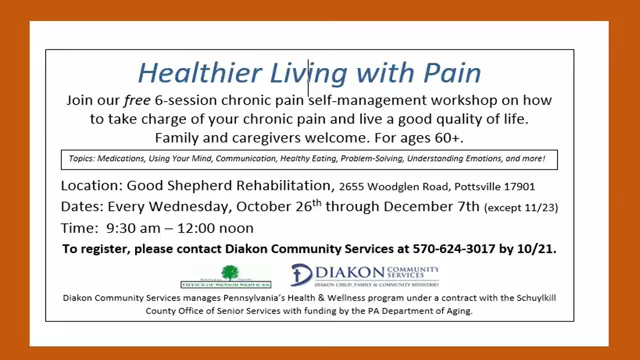 Healthier Living with Pain
Join our free 6-session chronic pain self-management workshop on how
to take charge of your chronic pain and live a good quality of life.
Family and caregivers welcome. For ages 60+.
Topics: Medications, Using Your Mind, Communication, Healthy Eating, Problem-Solving, Understanding Emotions, and more!
Location: Good Shepherd Rehabilitation, 2655 Woodglen Road, Pottsville 17901
Dates: Every Wednesday, October 26th through December 7th (except 11/23)
Time: 9:30 am – 12:00 noon
To register, please contact Diakon Community Services at 570-624-3017 by 10/21.
OFFICE OF SENIOR SERVICES
DIAKON COMMUNITY SERVICES
DIAKON CHILD, FAMILY & COMMUNITY MINISTRIES
Diakon Community Services manages Pennsylvania's Health & Wellness program under a contract with the Schuylkill
County Office of Senior Services with funding by the PA Department of Aging.